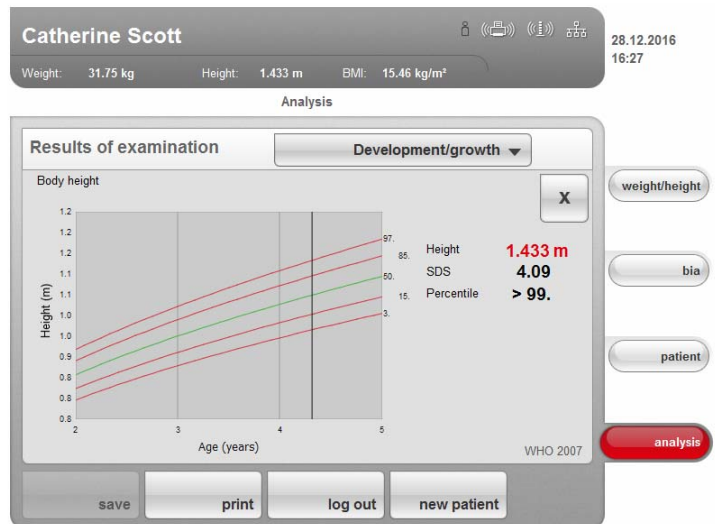 Catherine Scott
28.12.2016
16:27
Weight: 31.75 kg Height: 1.433 m BMI: 15.46 kg/m²
Analysis
Results of examination
Development/growth
Body height
X
weight/height
bia
patient
analysis
1.2
1.2
1.2
1.1
1.1
1.0
1.0
0.9
0.8
0.8
0.8
Height (m)
2 3 4 5
Age (years)
97.
85.
50.
15.
3.
Height 1.433 m
SDS 4.09
Percentile > 99.
WHO 2007
save
print
log out
new patient